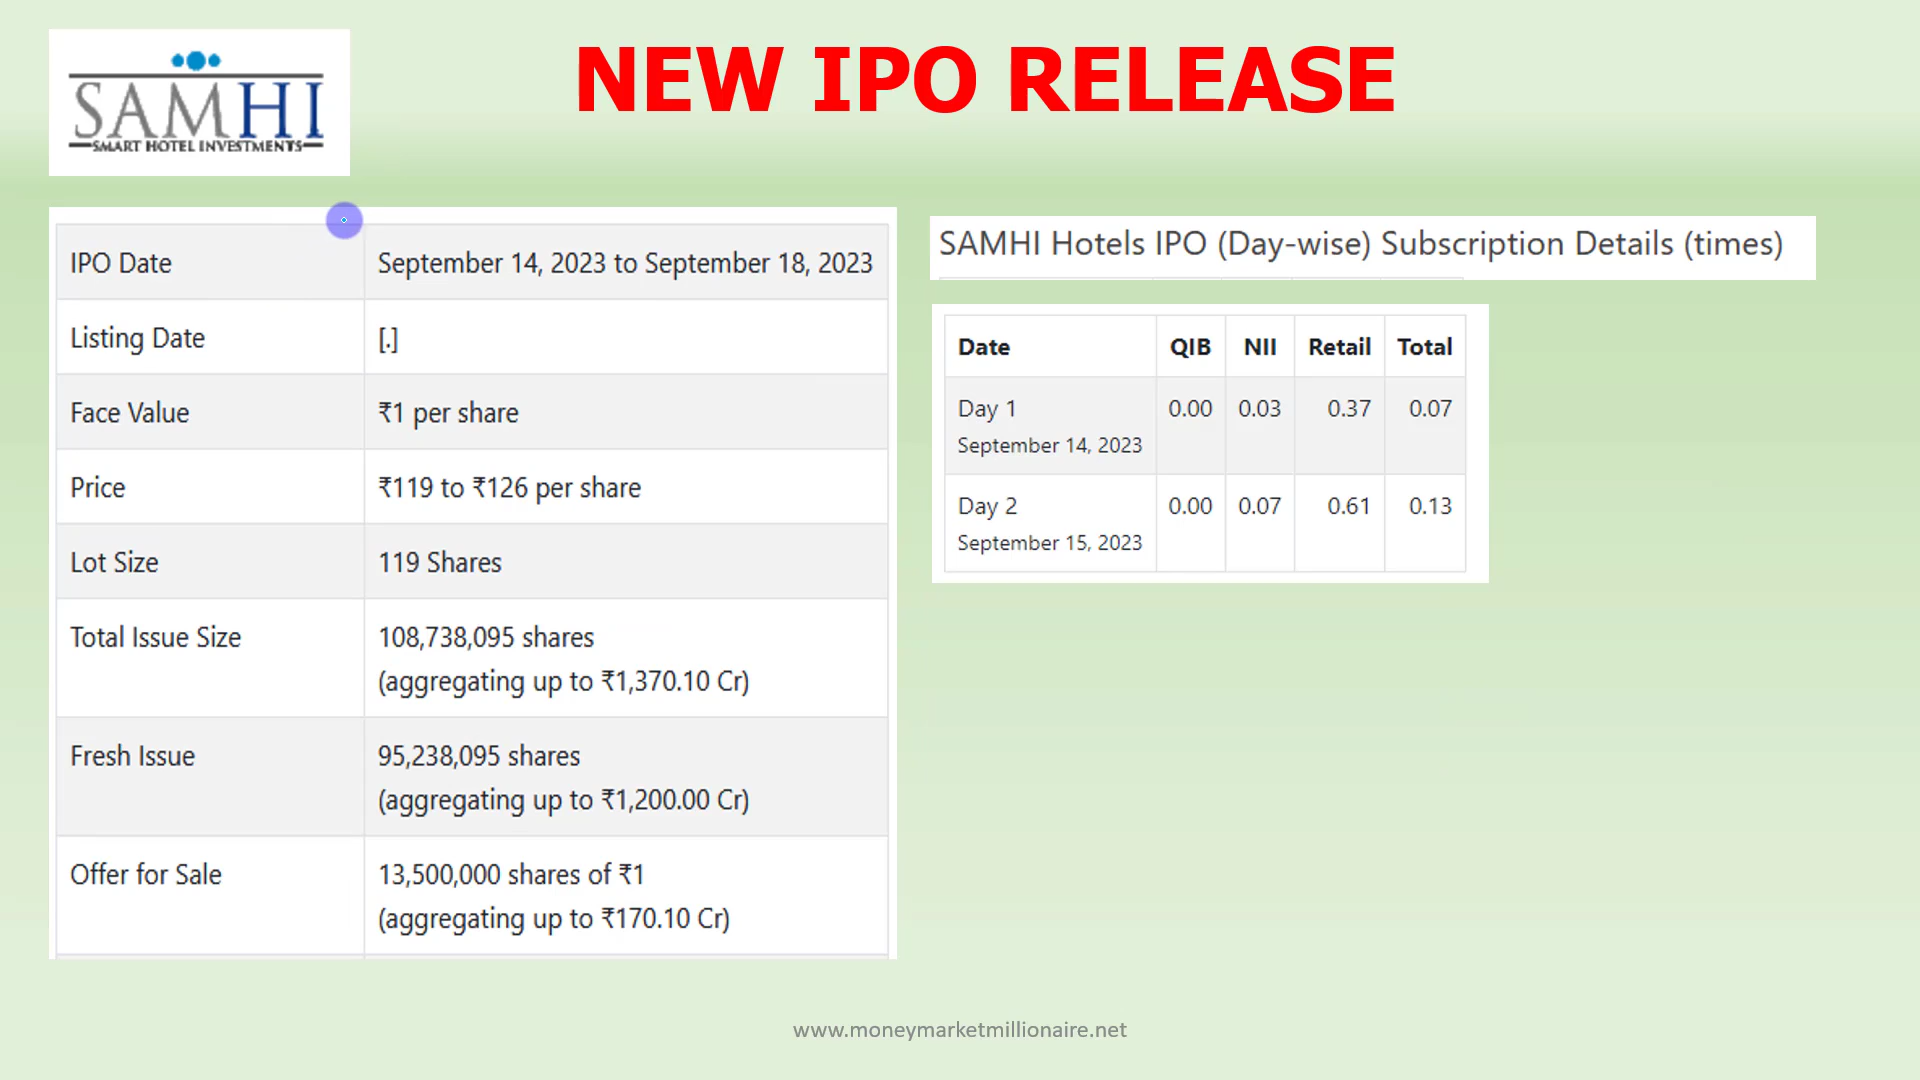 SAMHI
SMART HOTEL INVESTMENTS
NEW IPO RELEASE
IPO Date September 14, 2023 to September 18, 2023
Listing Date [.]
Face Value ₹1 per share
Price ₹119 to ₹126 per share
Lot Size 119 Shares
Total Issue Size 108,738,095 shares
(aggregating up to ₹1,370.10 Cr)
Fresh Issue 95,238,095 shares
(aggregating up to ₹1,200.00 Cr)
Offer for Sale 13,500,000 shares of ₹1
(aggregating up to ₹170.10 Cr)
SAMHI Hotels IPO (Day-wise) Subscription Details (times)
Date QIB NII Retail Total
Day 1 0.00 0.03 0.37 0.07
September 14, 2023
Day 2 0.00 0.07 0.61 0.13
September 15, 2023
www.moneymarketmillionaire.net